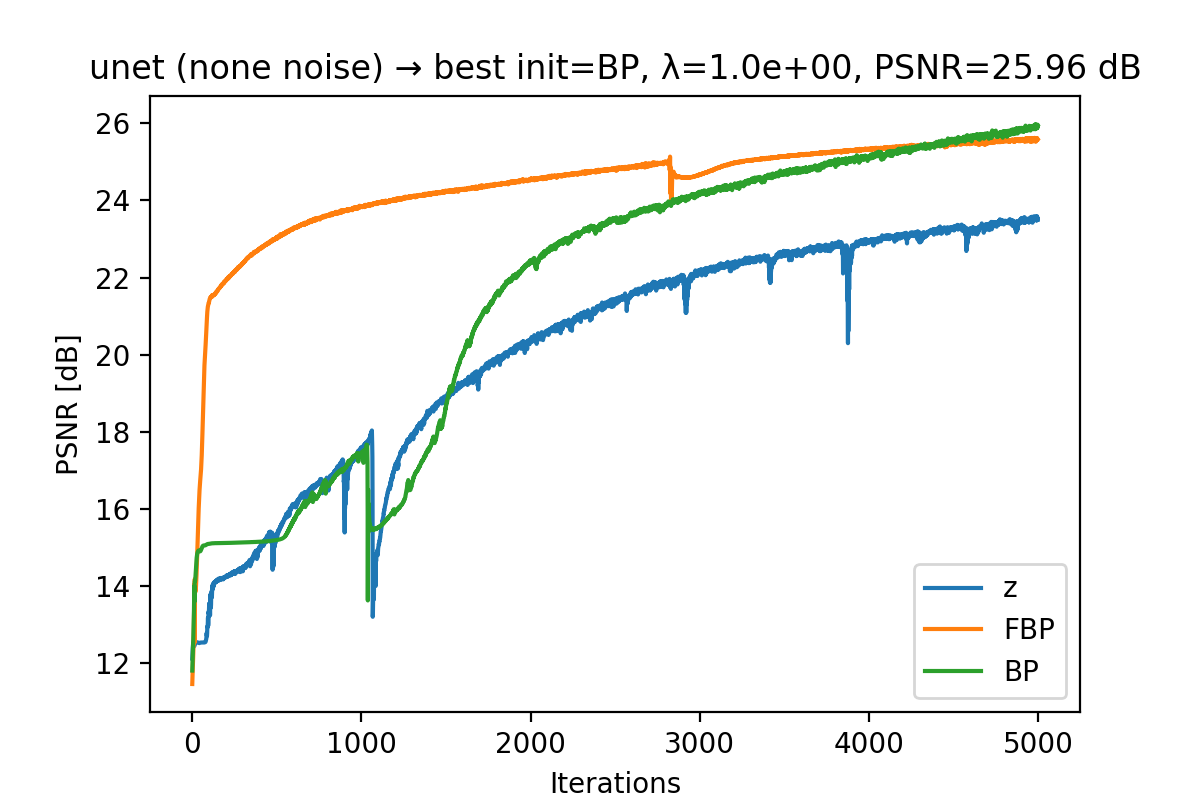 unet (none noise) → best init=BP, λ=1.0e+00, PSNR=25.96 dB
26
24
22
20
18
16
14
12
PSNR [dB]
z
FBP
BP
0 1000 2000 3000 4000 5000
Iterations